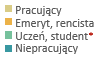 Pracujący
Emeryt, rencista
Uczeń, student*
Niepracujący